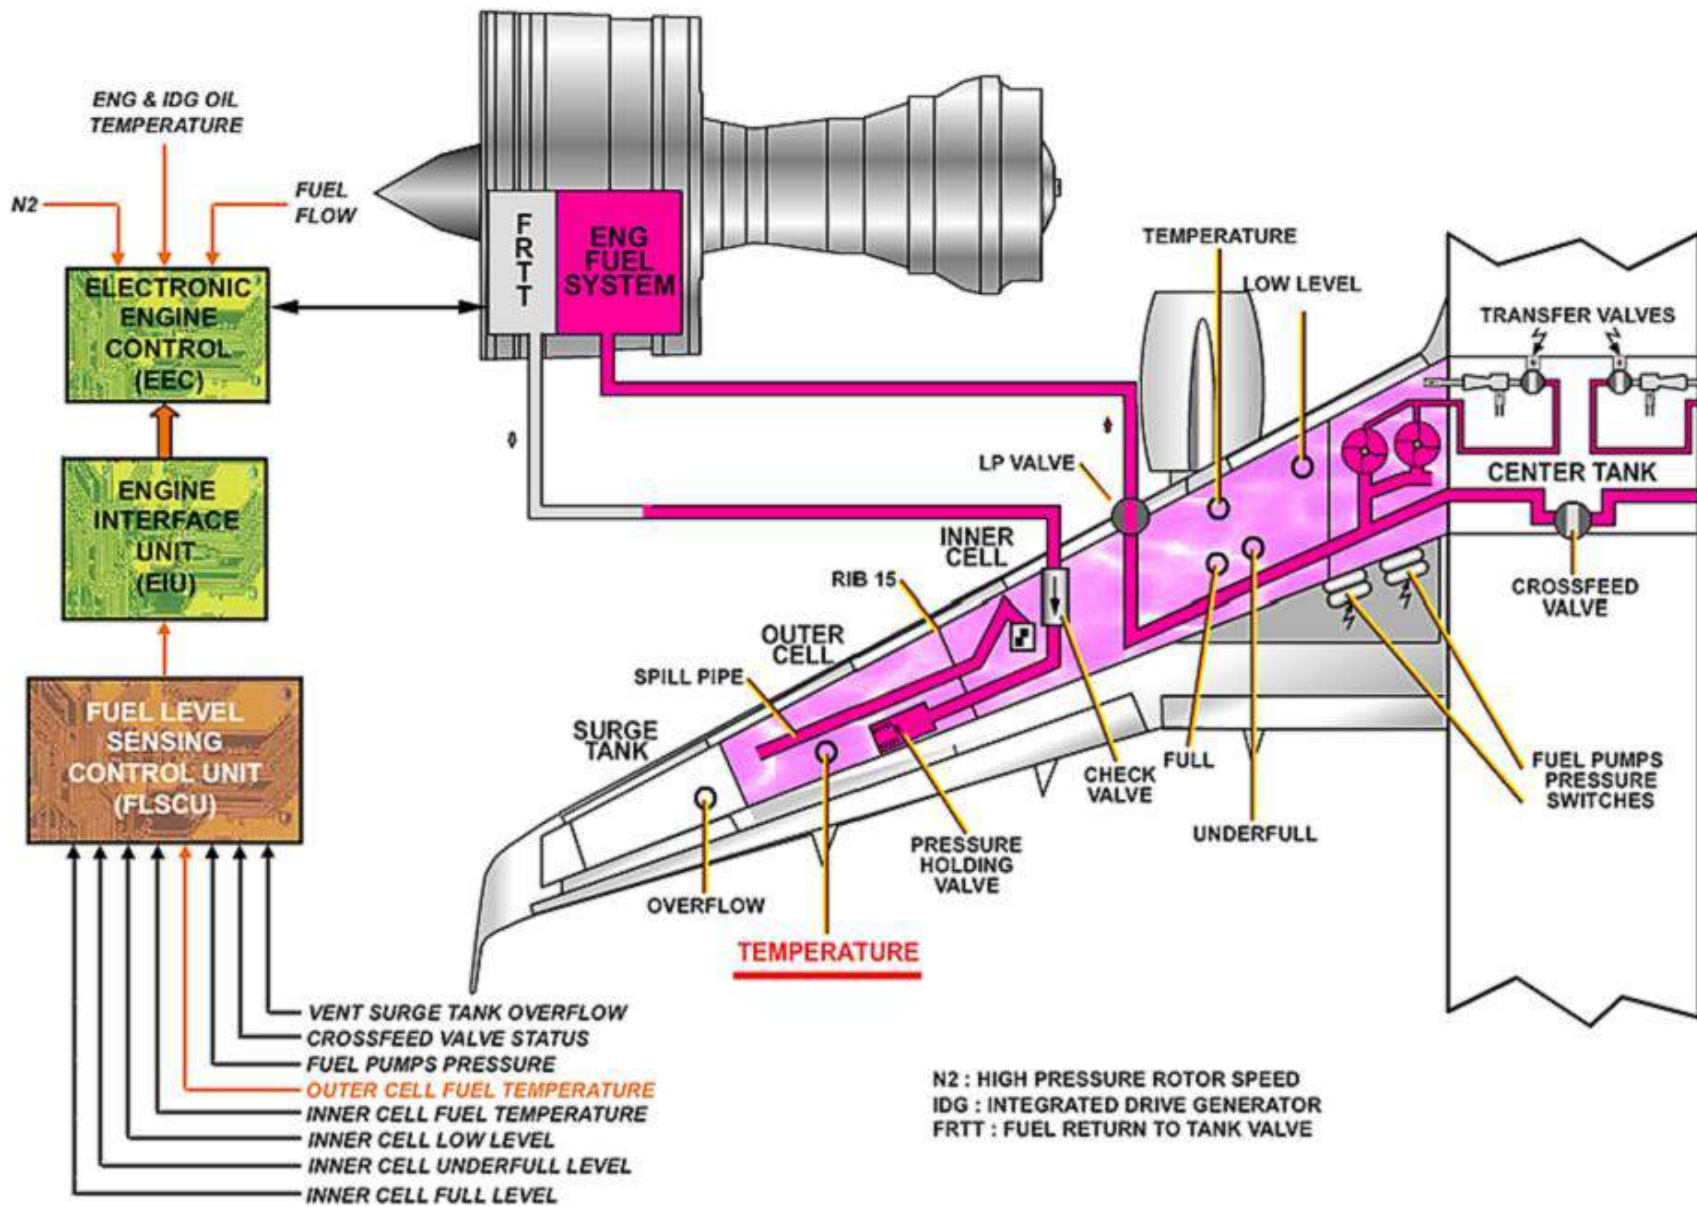 ENG & IDG OIL
TEMPERATURE
N2
FUEL
FLOW
ELECTRONIC
ENGINE
CONTROL
(EEC)
ENGINE
INTERFACE
UNIT
(EIU)
FUEL LEVEL
SENSING
CONTROL UNIT
(FLSCU)
VENT SURGE TANK OVERFLOW
CROSSFEED VALVE STATUS
FUEL PUMPS PRESSURE
OUTER CELL FUEL TEMPERATURE
INNER CELL FUEL TEMPERATURE
INNER CELL LOW LEVEL
INNER CELL UNDERFULL LEVEL
INNER CELL FULL LEVEL
FRTT
ENG
FUEL
SYSTEM
TEMPERATURE
LOW LEVEL
TRANSFER VALVES
LP VALVE
CENTER TANK
INNER
CELL
RIB 15
CROSSFEED
VALVE
OUTER
CELL
SPILL PIPE
SURGE
TANK
CHECK
VALVE
FULL
FUEL PUMPS
PRESSURE
SWITCHES
UNDERFULL
PRESSURE
HOLDING
VALVE
OVERFLOW
TEMPERATURE
N2 : HIGH PRESSURE ROTOR SPEED
IDG : INTEGRATED DRIVE GENERATOR
FRTT : FUEL RETURN TO TANK VALVE